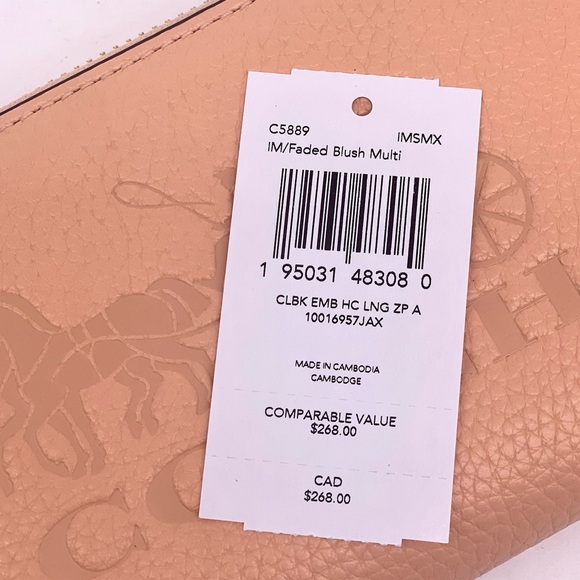 C5889 IMSMX
IM/Faded Blush Multi
1 95031 48308 0
CLBK EMB HC LNG ZP A
10016957JAX
MADE IN CAMBODIA
CAMBODGE
COMPARABLE VALUE
$268.00
CAD
$268.00